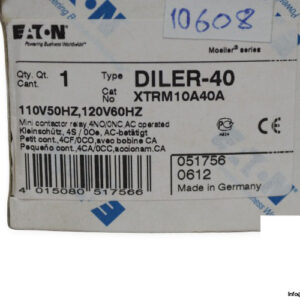 EATON
Powering Business Worldwide
10608
Moeller® series
Qty. Qt. Cant. 1 Type DILER-40
Cat No XTRM10A40A
110V50HZ,120V60HZ
Mini contactor relay 4NO/0NC, AC operated
Kleinschütz, 4S / 0Oe, AC-betätigt
Petit cont.,4CF/0CO,avec bobine CA
Pequeño cont.,4CA/0CC,accionam.CA
051756
0612
4 015080 517566
Made in Germany